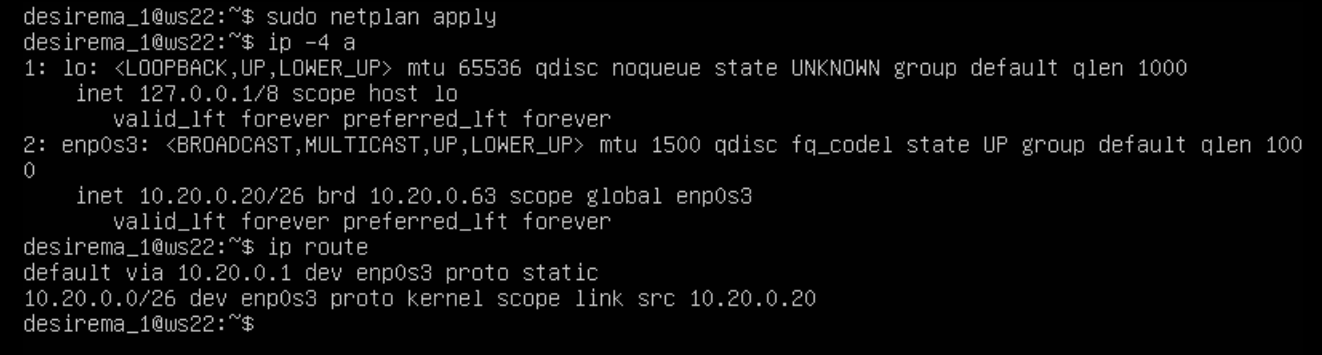 desirema_1@ws22:~$ sudo netplan apply
desirema_1@ws22:~$ ip -4 a
1: lo: <LOOPBACK,UP,LOWER_UP> mtu 65536 qdisc noqueue state UNKNOWN group default qlen 1000
    inet 127.0.0.1/8 scope host lo
       valid_lft forever preferred_lft forever
2: enp0s3: <BROADCAST,MULTICAST,UP,LOWER_UP> mtu 1500 qdisc fq_codel state UP group default qlen 100
0
    inet 10.20.0.20/26 brd 10.20.0.63 scope global enp0s3
       valid_lft forever preferred_lft forever
desirema_1@ws22:~$ ip route
default via 10.20.0.1 dev enp0s3 proto static
10.20.0.0/26 dev enp0s3 proto kernel scope link src 10.20.0.20
desirema_1@ws22:~$